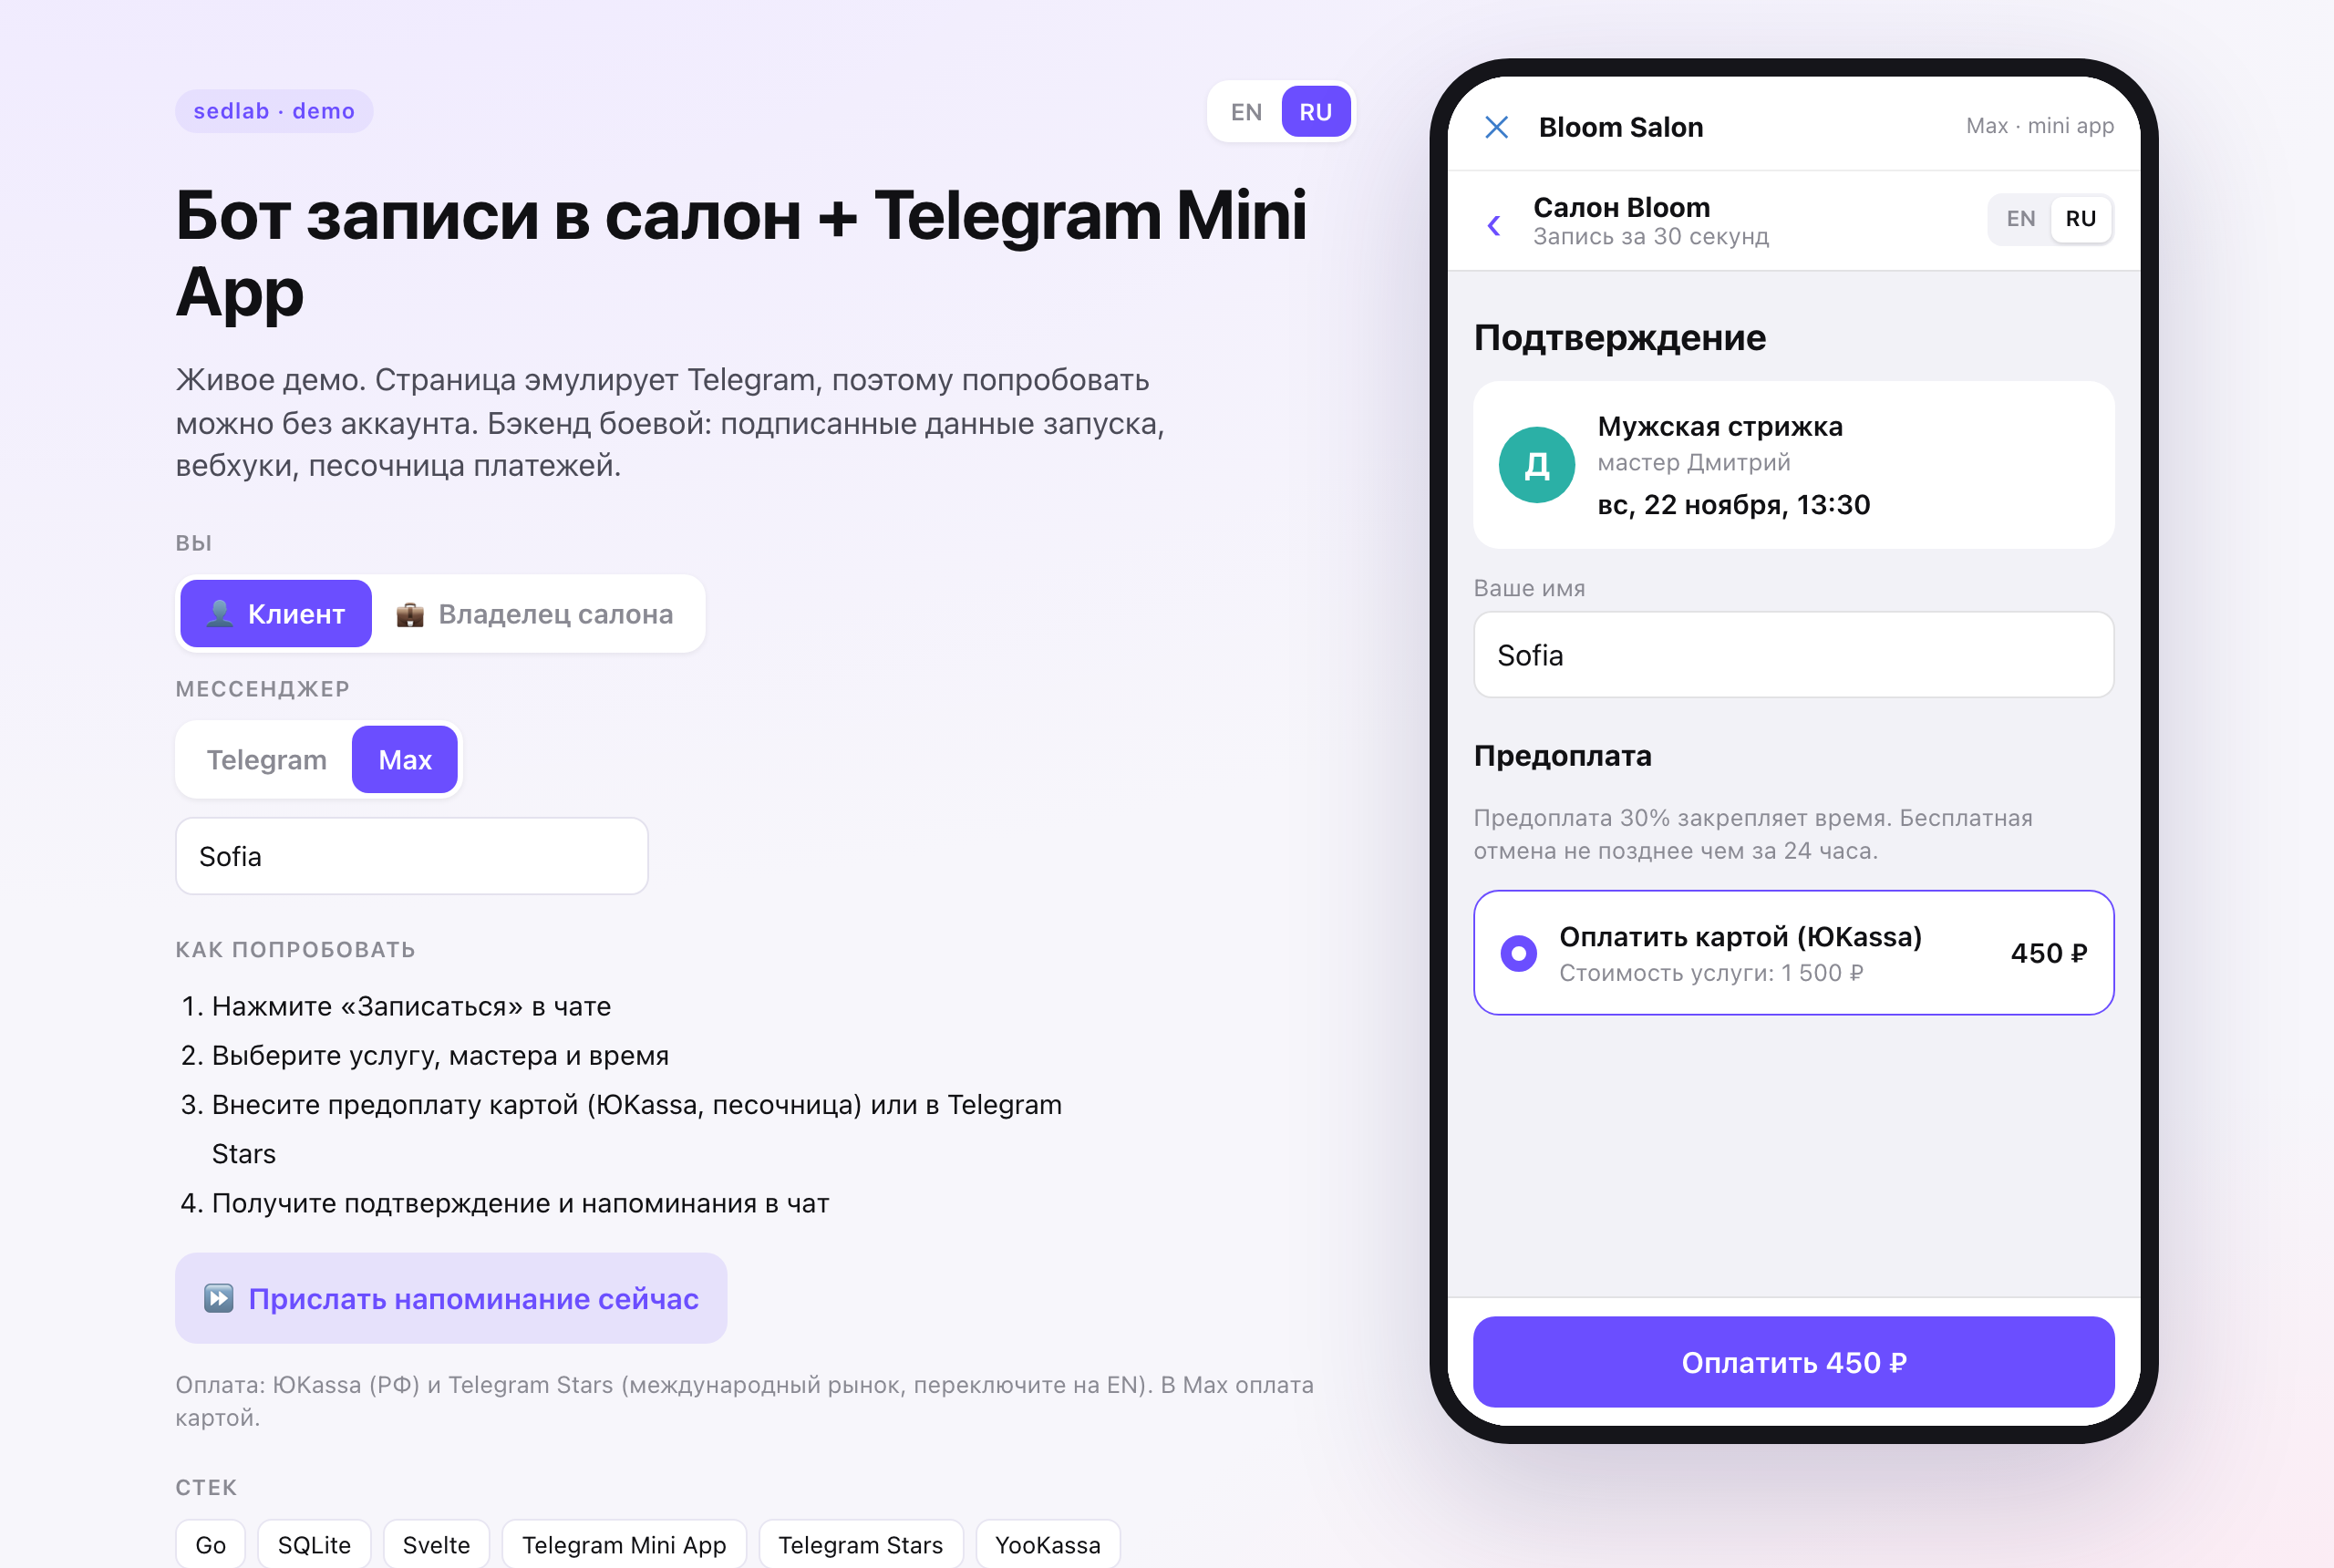 sedlab · demo
EN RU
Бот записи в салон + Telegram Mini
App
Живое демо. Страница эмулирует Telegram, поэтому попробовать
можно без аккаунта. Бэкенд боевой: подписанные данные запуска,
вебхуки, песочница платежей.
ВЫ
Клиент Владелец салона
МЕССЕНДЖЕР
Telegram Max
Sofia
КАК ПОПРОБОВАТЬ
1. Нажмите «Записаться» в чате
2. Выберите услугу, мастера и время
3. Внесите предоплату картой (ЮKassa, песочница) или в Telegram
Stars
4. Получите подтверждение и напоминания в чат
Прислать напоминание сейчас
Оплата: ЮKassa (РФ) и Telegram Stars (международный рынок, переключите на EN). В Max оплата
картой.
СТЕК
Go SQLite Svelte Telegram Mini App Telegram Stars YooKassa
Bloom Salon Max · mini app
Салон Bloom
Запись за 30 секунд
EN RU
Подтверждение
Д
Мужская стрижка
мастер Дмитрий
вс, 22 ноября, 13:30
Ваше имя
Sofia
Предоплата
Предоплата 30% закрепляет время. Бесплатная
отмена не позднее чем за 24 часа.
Оплатить картой (ЮKassa) 450 ₽
Стоимость услуги: 1 500 ₽
Оплатить 450 ₽